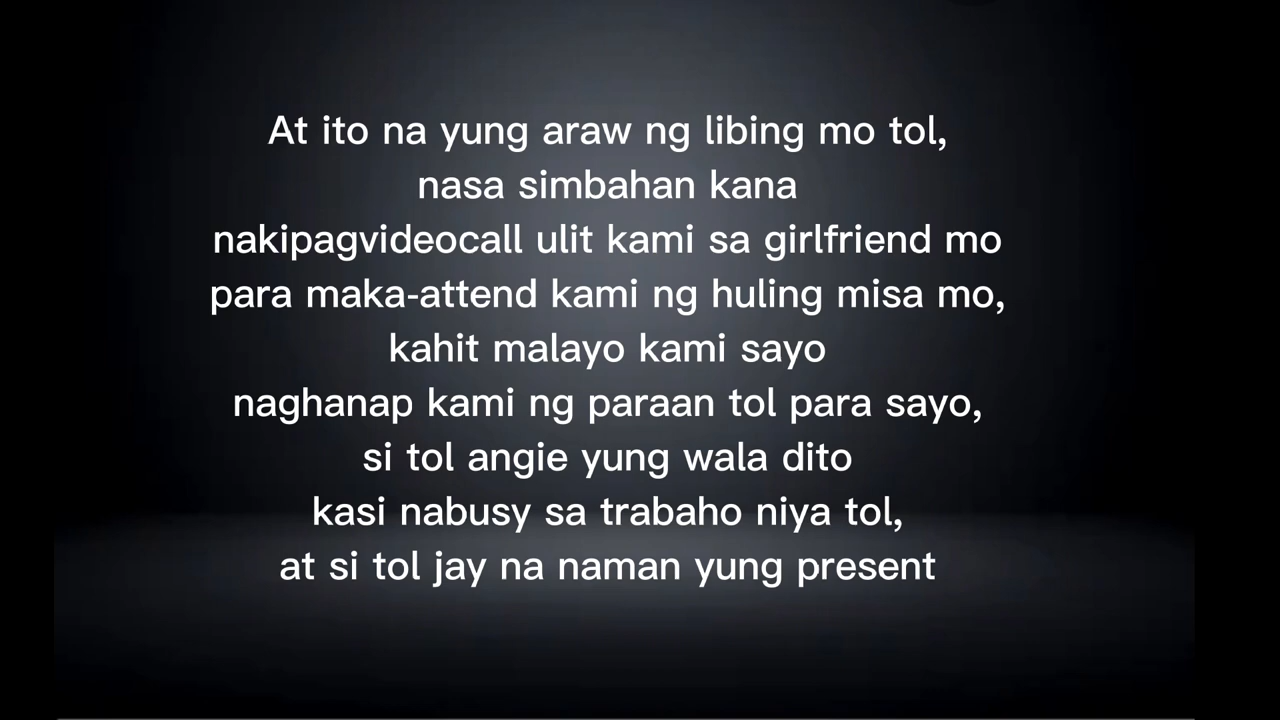 At ito na yung araw ng libing mo tol,
nasa simbahan kana
nakipagvideocall ulit kami sa girlfriend mo
para maka-attend kami ng huling misa mo,
kahit malayo kami sayo
naghanap kami ng paraan tol para sayo,
si tol angie yung wala dito
kasi nabusy sa trabaho niya tol,
at si tol jay na naman yung present